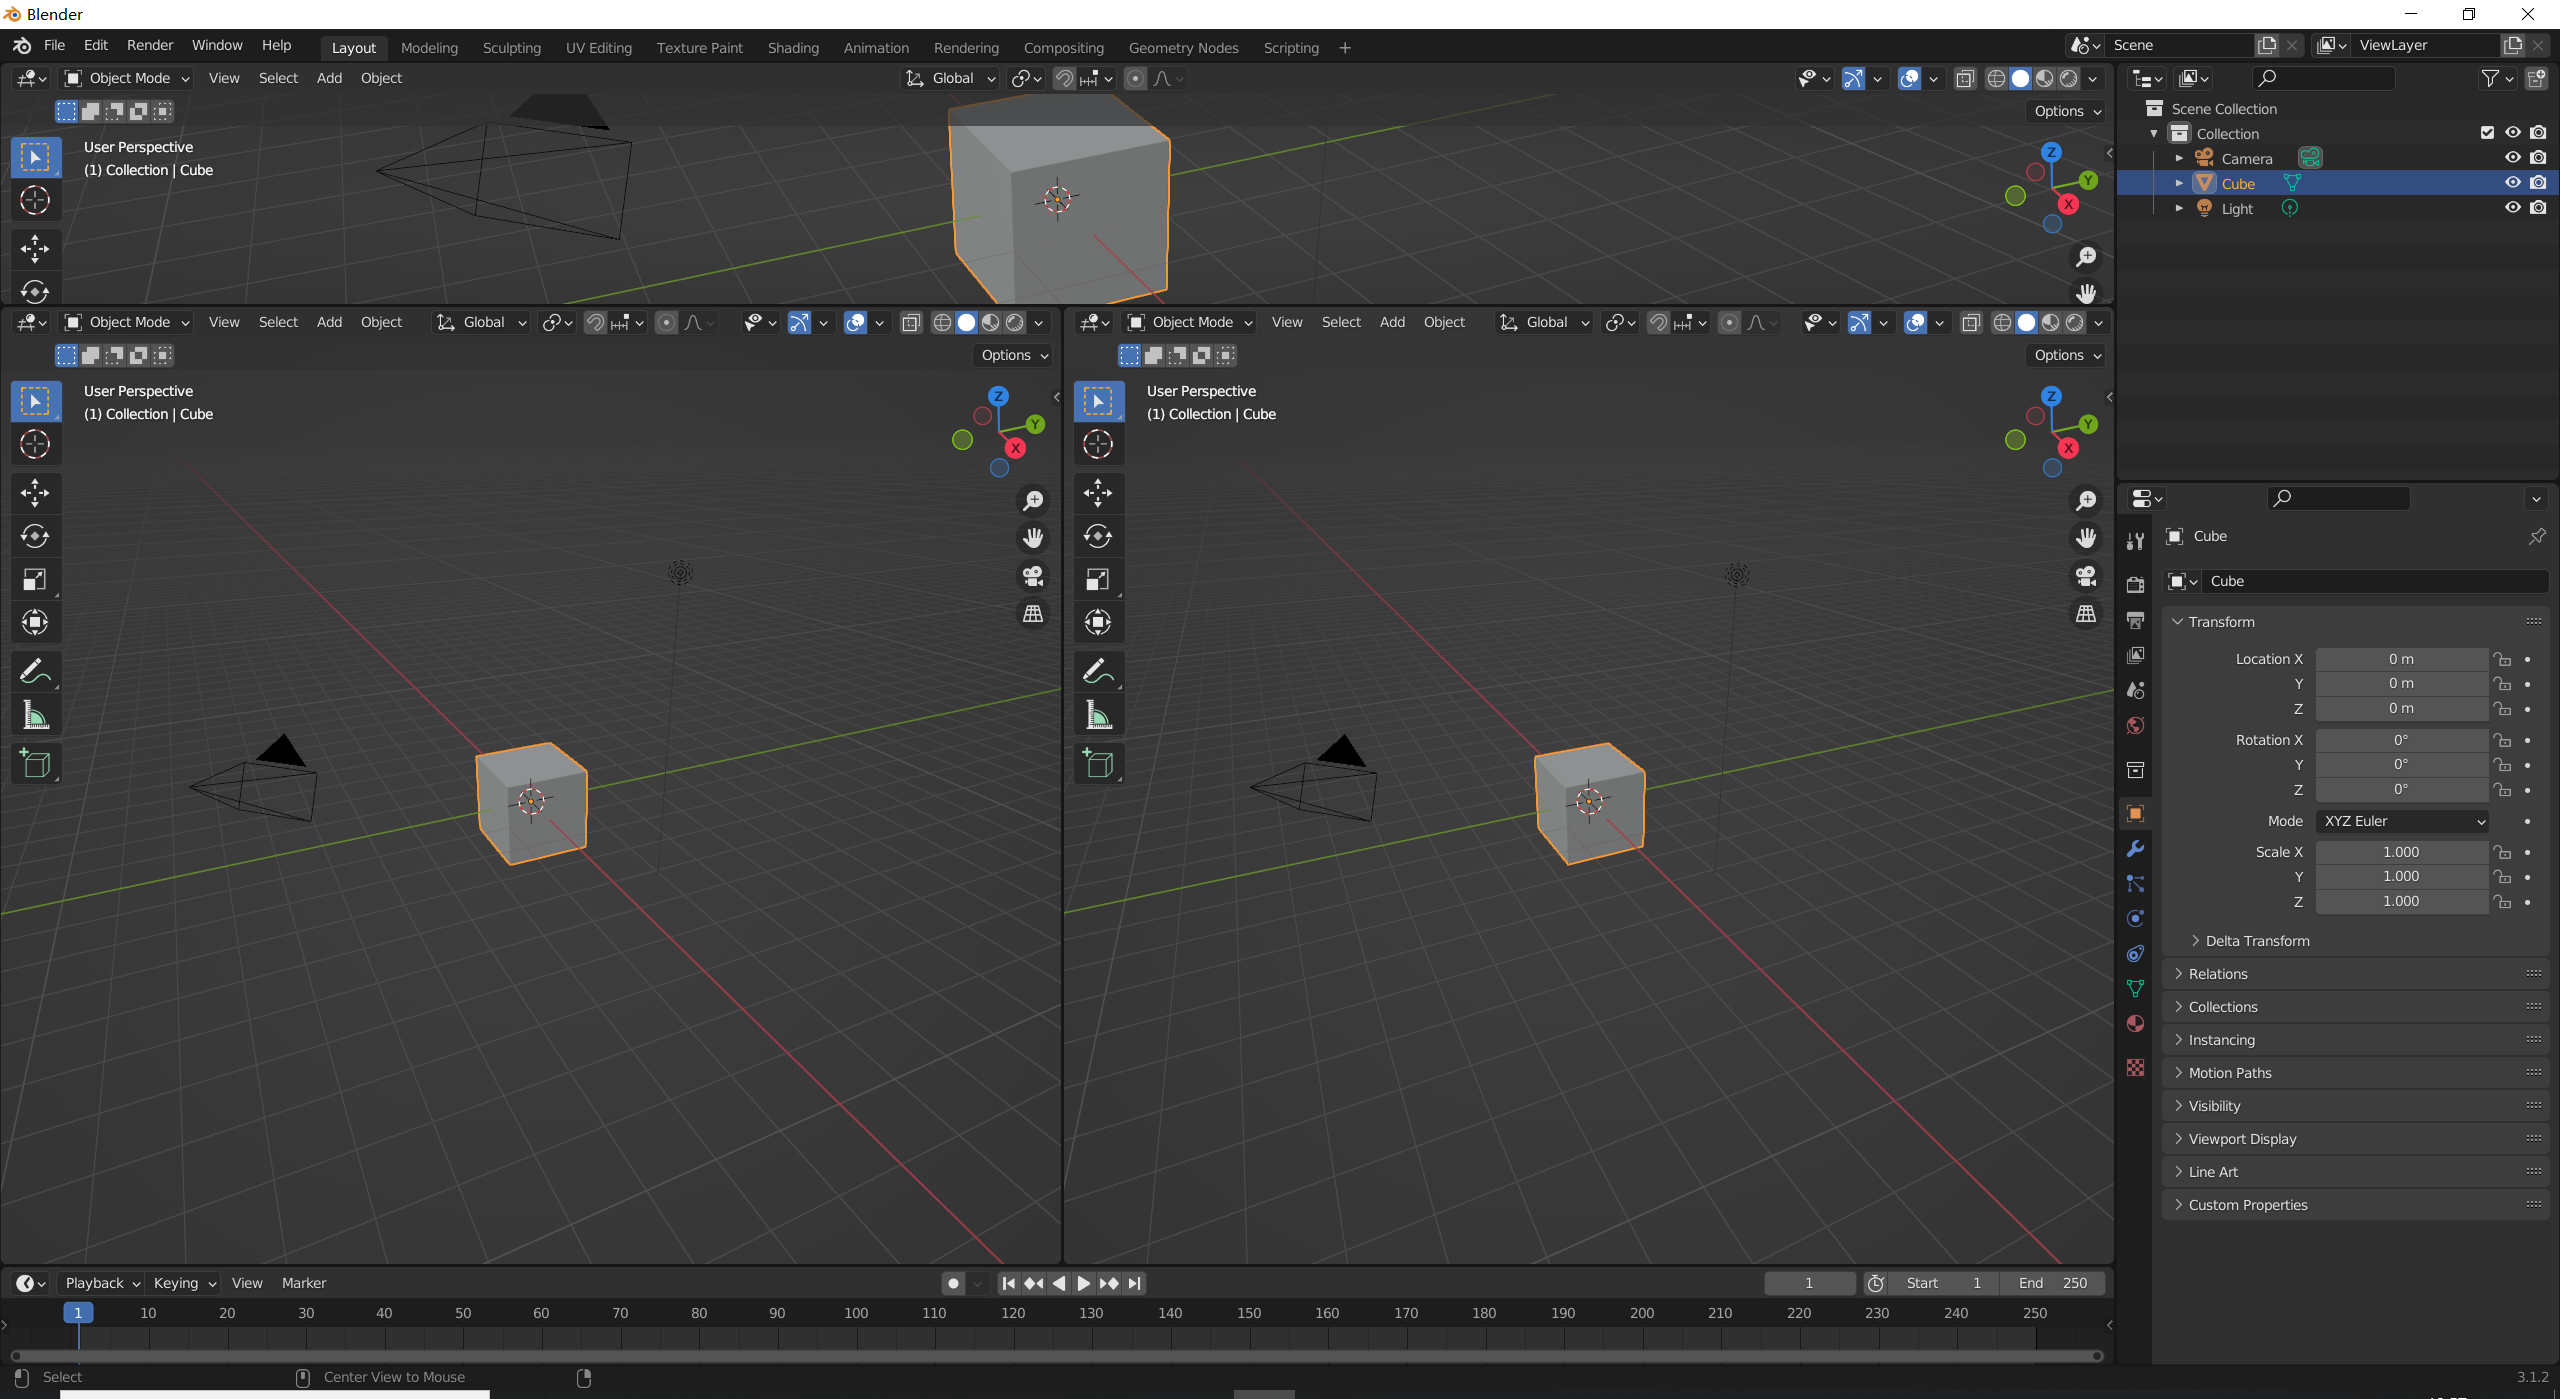 Blender
File Edit Render Window Help Layout Modeling Sculpting UV Editing Texture Paint Shading Animation Rendering Compositing Geometry Nodes Scripting + Scene ViewLayer
Object Mode View Select Add Object Global
Options
User Perspective
(1) Collection | Cube
Z
Y
X
Scene Collection
Collection
Camera
Cube
Light
Object Mode View Select Add Object Global
Options
User Perspective
(1) Collection | Cube
Z
Y
X
Object Mode View Select Add Object Global
Options
User Perspective
(1) Collection | Cube
Z
Y
X
Cube
Cube
Transform
Location X 0 m
Y 0 m
Z 0 m
Rotation X 0°
Y 0°
Z 0°
Mode XYZ Euler
Scale X 1.000
Y 1.000
Z 1.000
Delta Transform
Relations
Collections
Instancing
Motion Paths
Visibility
Viewport Display
Line Art
Custom Properties
Playback Keying View Marker 1 Start 1 End 250
1 10 20 30 40 50 60 70 80 90 100 110 120 130 140 150 160 170 180 190 200 210 220 230 240 250
Select Center View to Mouse 3.1.2